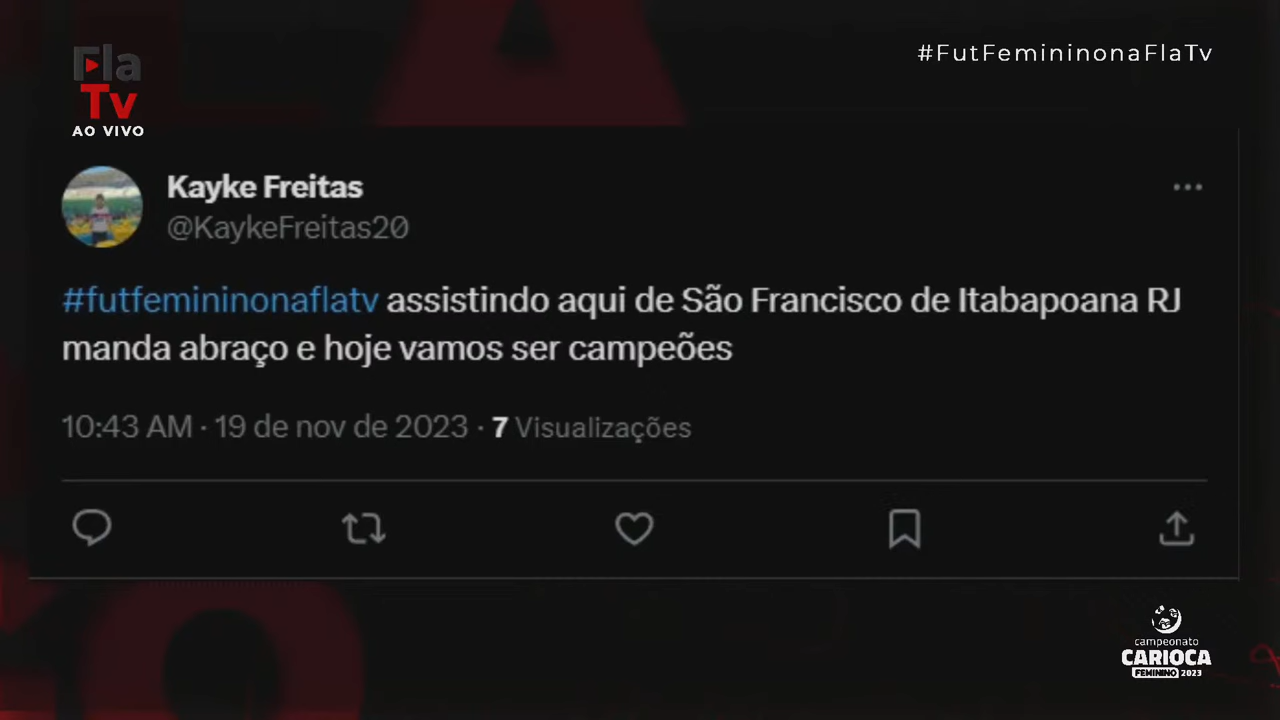 Fla
Tv
AO VIVO
#FutFemininonaFlaTv
Kayke Freitas
@KaykeFreitas20
#futfemininonaflatv assistindo aqui de São Francisco de Itabapoana RJ
manda abraço e hoje vamos ser campeões
10:43 AM · 19 de nov de 2023 · 7 Visualizações
campeonato
CARIOCA
FEMININO 2023